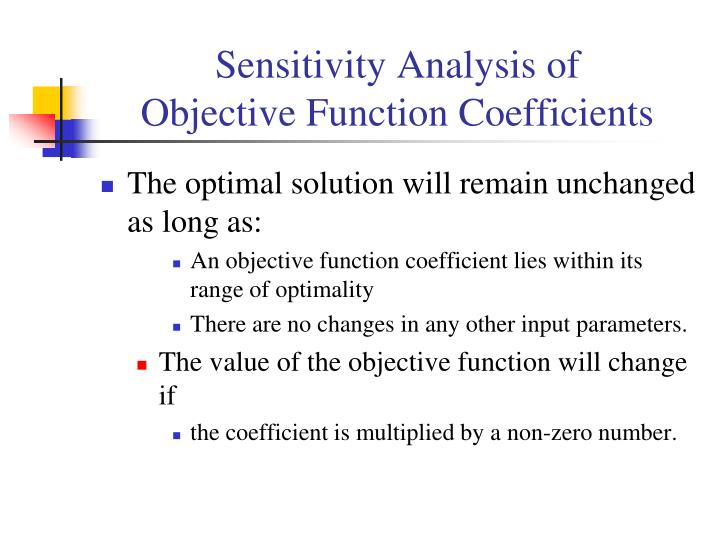 Sensitivity Analysis of
Objective Function Coefficients
The optimal solution will remain unchanged
as long as:
An objective function coefficient lies within its
range of optimality
There are no changes in any other input parameters.
The value of the objective function will change
if
the coefficient is multiplied by a non-zero number.